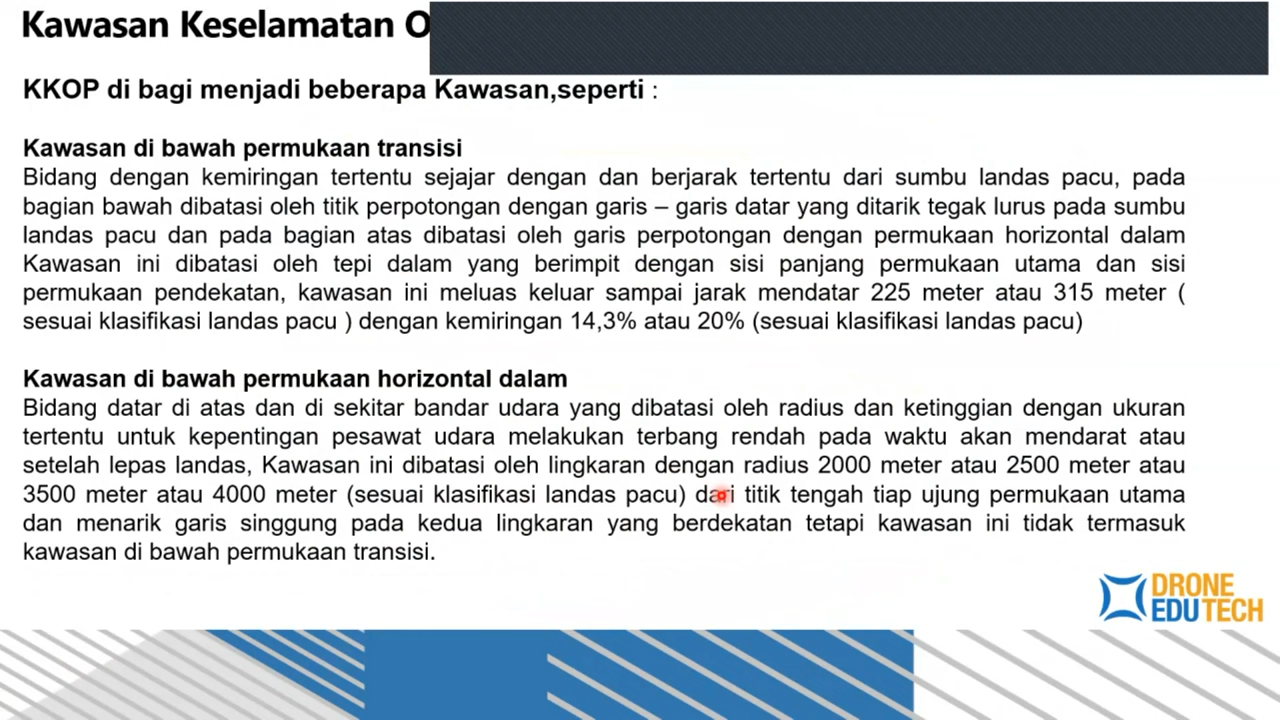 Kawasan Keselamatan O
KKOP di bagi menjadi beberapa Kawasan,seperti :
Kawasan di bawah permukaan transisi
Bidang dengan kemiringan tertentu sejajar dengan dan berjarak tertentu dari sumbu landas pacu, pada
bagian bawah dibatasi oleh titik perpotongan dengan garis – garis datar yang ditarik tegak lurus pada sumbu
landas pacu dan pada bagian atas dibatasi oleh garis perpotongan dengan permukaan horizontal dalam
Kawasan ini dibatasi oleh tepi dalam yang berimpit dengan sisi panjang permukaan utama dan sisi
permukaan pendekatan, kawasan ini meluas keluar sampai jarak mendatar 225 meter atau 315 meter (
sesuai klasifikasi landas pacu ) dengan kemiringan 14,3% atau 20% (sesuai klasifikasi landas pacu)
Kawasan di bawah permukaan horizontal dalam
Bidang datar di atas dan di sekitar bandar udara yang dibatasi oleh radius dan ketinggian dengan ukuran
tertentu untuk kepentingan pesawat udara melakukan terbang rendah pada waktu akan mendarat atau
setelah lepas landas, Kawasan ini dibatasi oleh lingkaran dengan radius 2000 meter atau 2500 meter atau
3500 meter atau 4000 meter (sesuai klasifikasi landas pacu) dari titik tengah tiap ujung permukaan utama
dan menarik garis singgung pada kedua lingkaran yang berdekatan tetapi kawasan ini tidak termasuk
kawasan di bawah permukaan transisi.
DRONE
EDUTECH